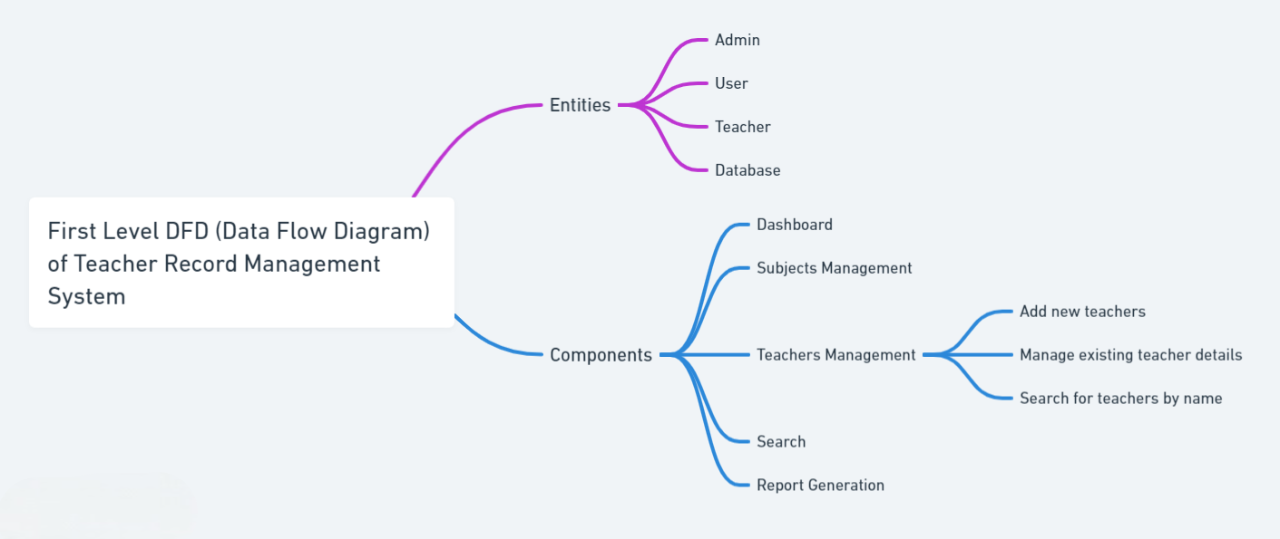 First Level DFD (Data Flow Diagram)
of Teacher Record Management
System
Entities
Admin
User
Teacher
Database
Components
Dashboard
Subjects Management
Teachers Management
Add new teachers
Manage existing teacher details
Search for teachers by name
Search
Report Generation